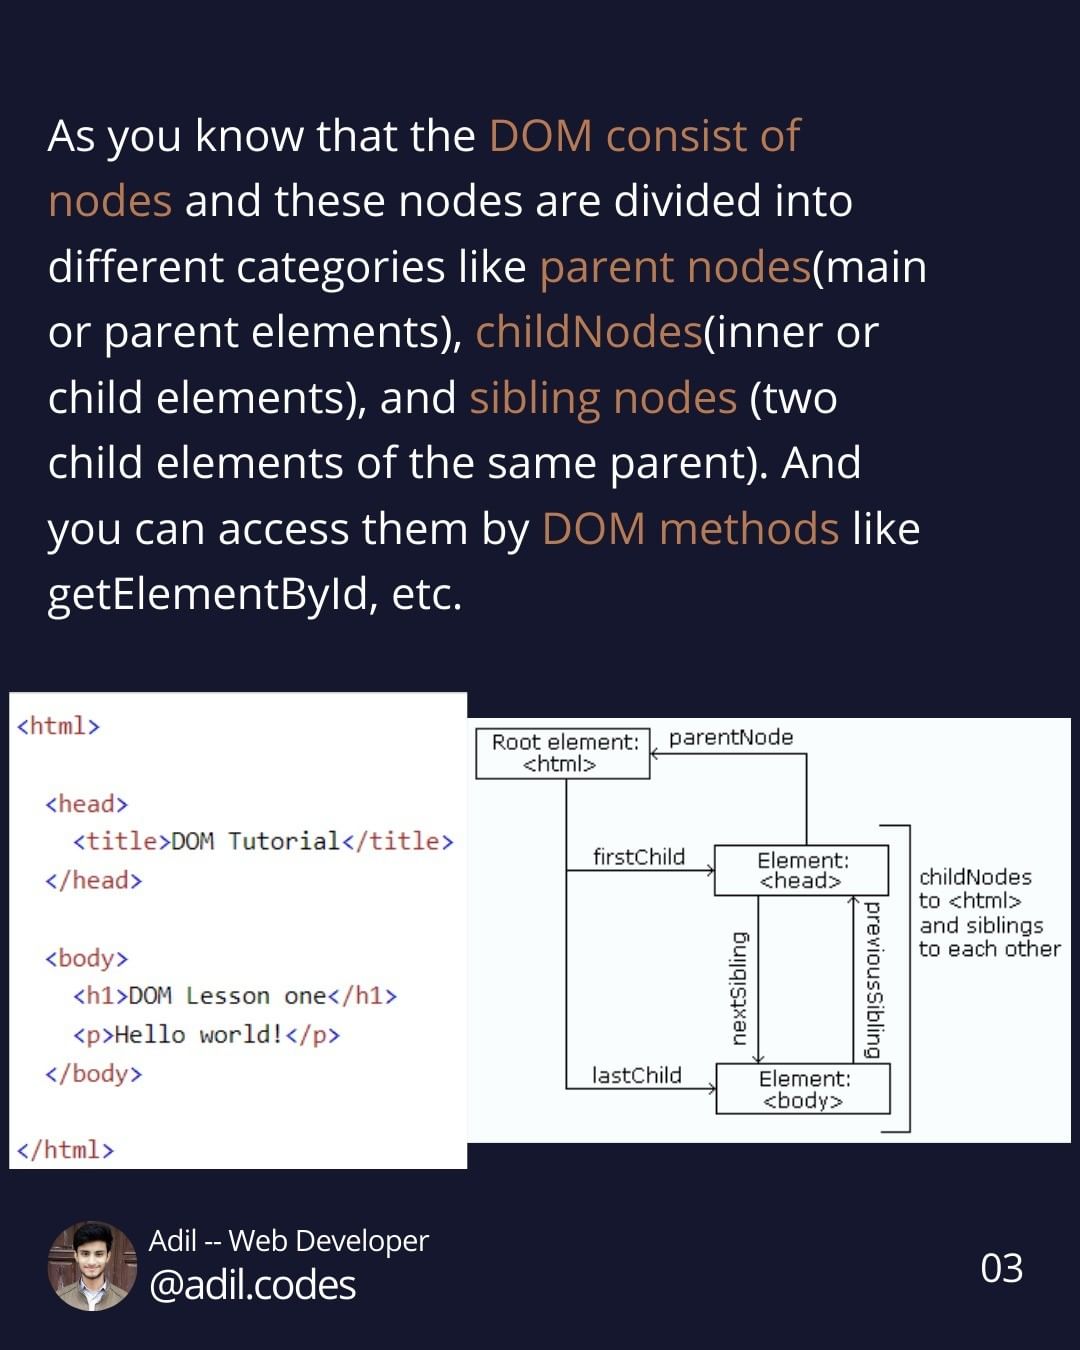 As you know that the DOM consist of
nodes and these nodes are divided into
different categories like parent nodes(main
or parent elements), childNodes(inner or
child elements), and sibling nodes (two
child elements of the same parent). And
you can access them by DOM methods like
getElementById, etc.
<html>
<head>
<title>DOM Tutorial</title>
</head>
<body>
<h1>DOM Lesson one</h1>
<p>Hello world!</p>
</body>
</html>
Root element:
<html>
parentNode
firstChild
Element:
<head>
childNodes
to <html>
and siblings
to each other
nextSibling
previousSibling
lastChild
Element:
<body>
Adil -- Web Developer
@adil.codes
03